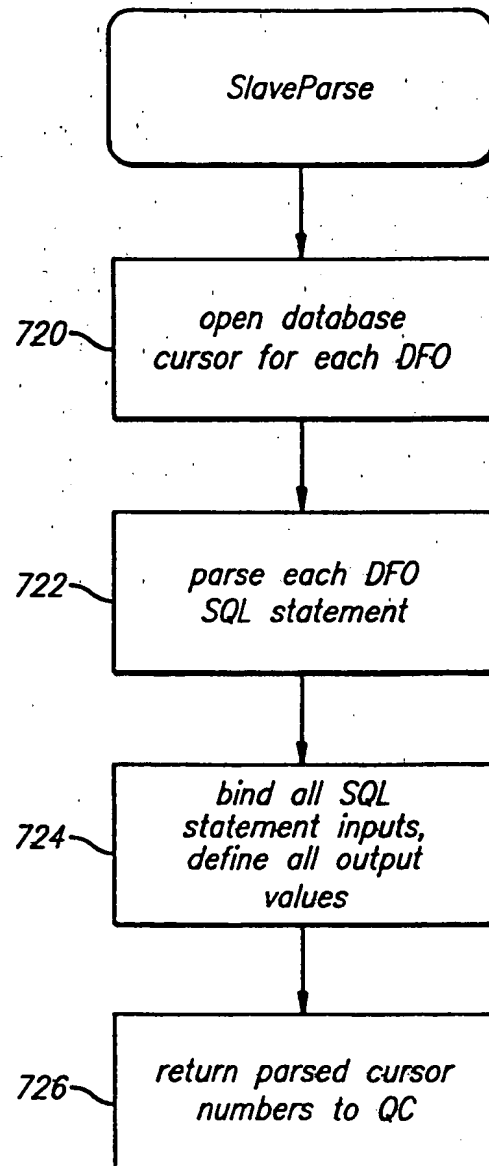 SlaveParse
720
open database
cursor for each DFO
722
parse each DFO
SQL statement
724
bind all SQL
statement inputs,
define all output
values
726
return parsed cursor
numbers to QC